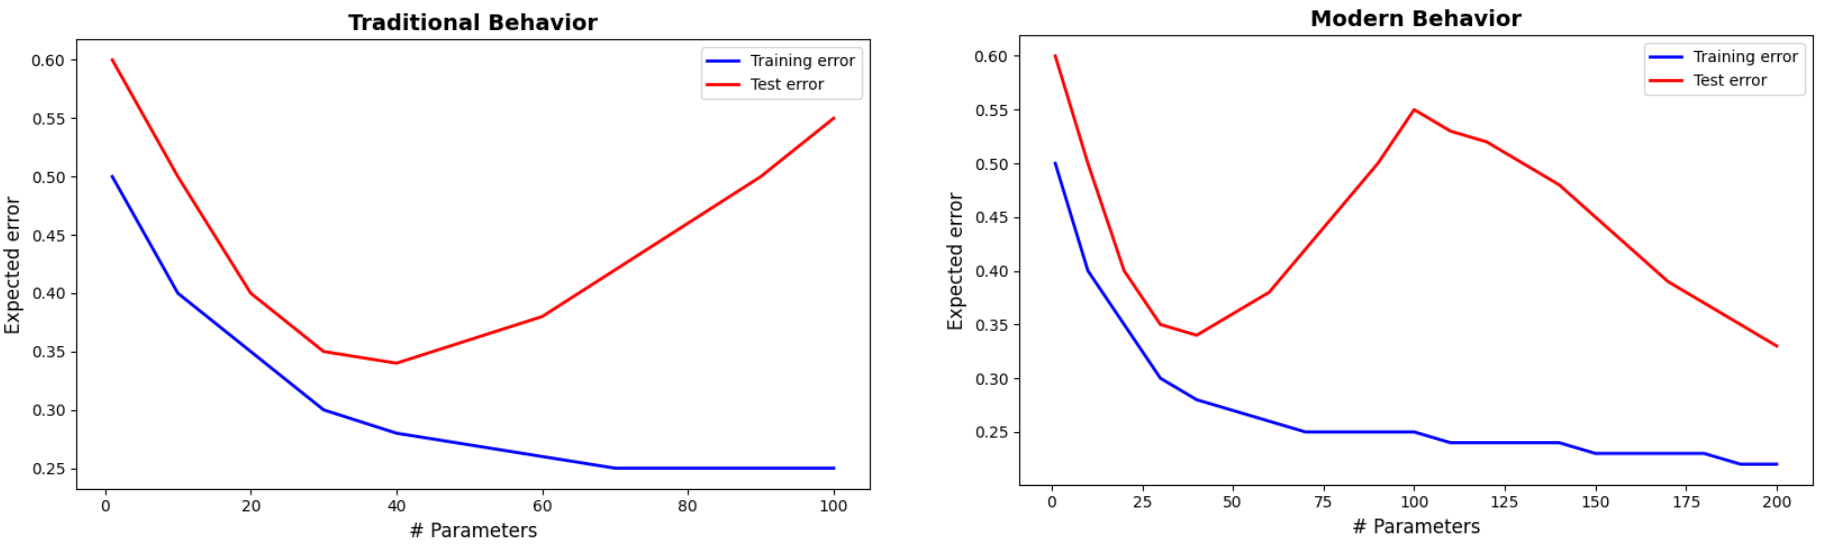 Traditional Behavior
Training error
Test error
0.60
0.55
0.50
0.45
0.40
0.35
0.30
0.25
Expected error
0 20 40 60 80 100
# Parameters
Modern Behavior
Training error
Test error
0.60
0.55
0.50
0.45
0.40
0.35
0.30
0.25
Expected error
0 25 50 75 100 125 150 175 200
# Parameters